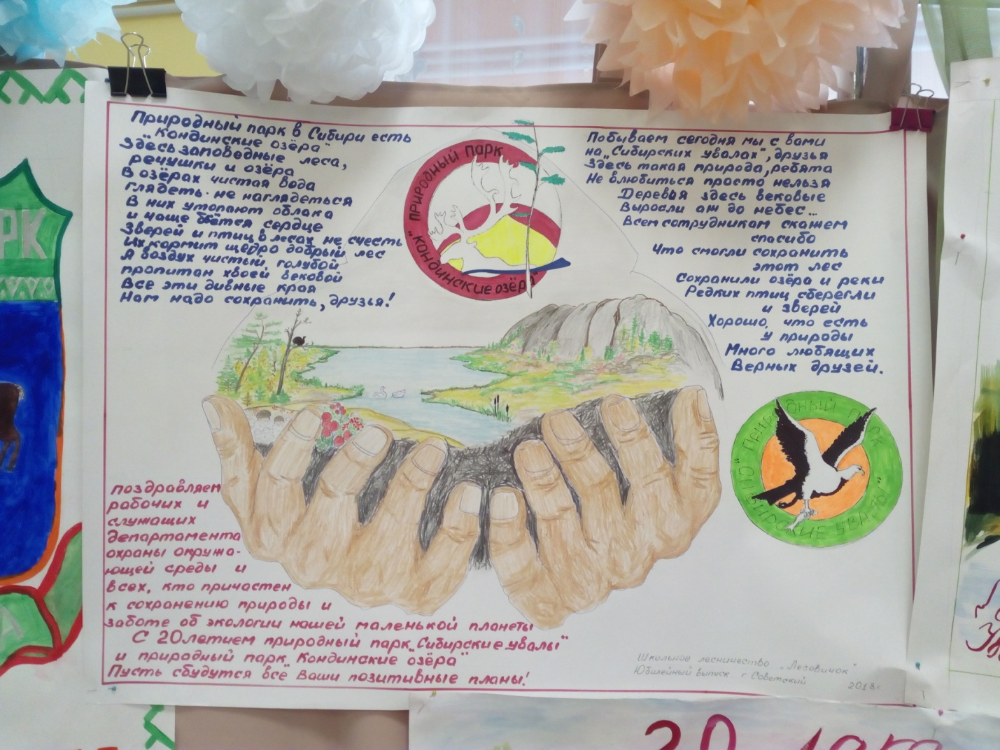 Природный парк в Сибири есть
"Кондинские озёра"
Здесь заповедные леса,
речушки и озёра
В озёрах чистая вода
глядеть - не наглядеться
В них утопают облака
и чаще бьётся сердце
Зверей и птиц в лесах не счесть
Их кормит щедро добрый лес
А воздух чистый, голубой
пропитан хвоей вековой
Все эти дивные края
Нам надо сохранить, друзья!
"ПРИРОДНЫЙ ПАРК
"КОНДИНСКИЕ ОЗЁРА"
Побываем сегодня мы с вами
на "Сибирских увалах", друзья
Здесь такая природа, ребята
Не влюбиться просто нельзя
Деревья здесь вековые
Выросли аж до небес...
Всем сотрудникам скажем
спасибо
Что смогли сохранить
этот лес
Сохранили озёра и реки
Редких птиц сберегли
и зверей
Хорошо, что есть
у природы
Много любящих
Верных друзей.
ПРИРОДНЫЙ ПАРК
"СИБИРСКИЕ УВАЛЫ"
поздравляем
рабочих и
служащих
департамента
охраны окружа-
ющей среды и
всех, кто причастен
к сохранению природы и
заботе об экологии нашей маленькой планеты
С 20летием природный парк "Сибирские увалы"
и природный парк "Кондинские озёра"
Пусть сбудутся все Ваши позитивные планы!
Школьное лесничество "Лесовичок"
Юбилейный выпуск г Советский
2018г
РК
20 лет